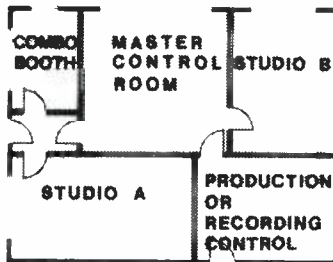 COMBO
BOOTH
MASTER
CONTROL
ROOM
STUDIO B
STUDIO A
PRODUCTION
OR
RECORDING
CONTROL